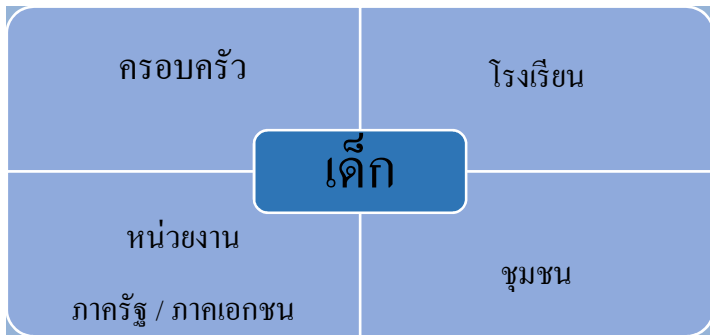 ครอบครัว
โรงเรียน
เด็ก
หน่วยงาน
ภาครัฐ / ภาคเอกชน
ชุมชน